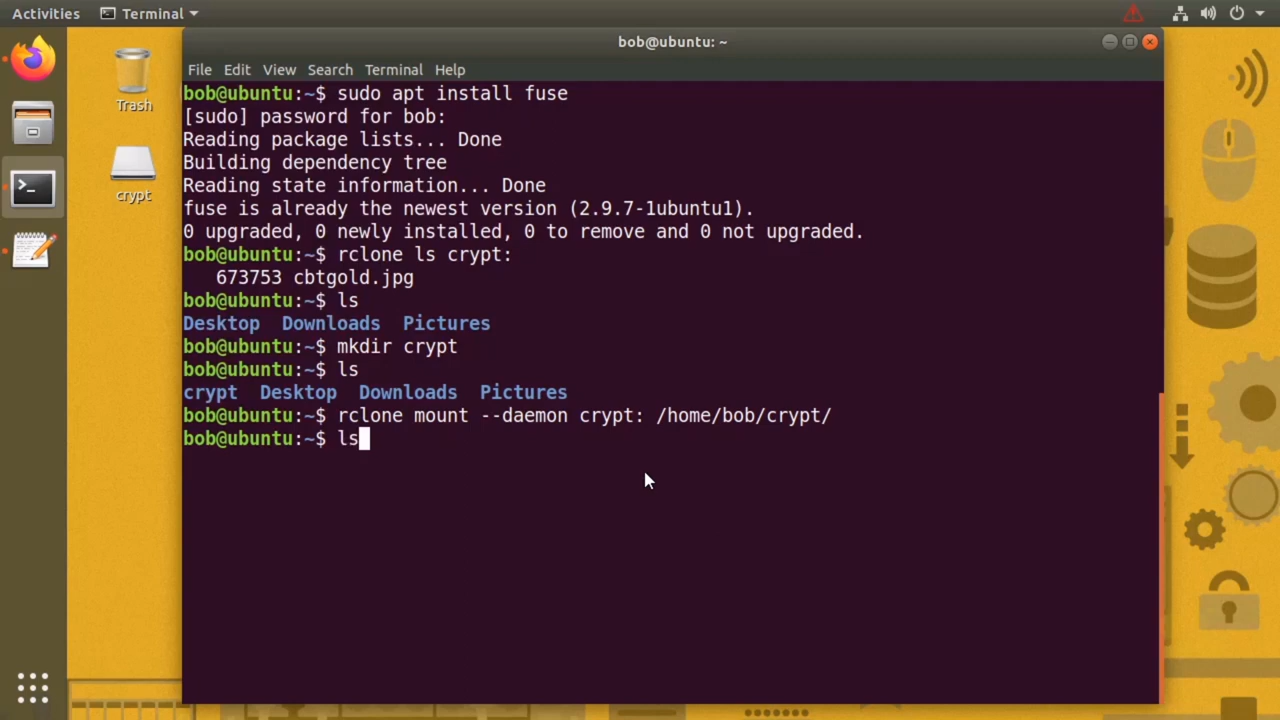 Activities Terminal
bob@ubuntu: ~
File Edit View Search Terminal Help
Trash
crypt
bob@ubuntu:~$ sudo apt install fuse
[sudo] password for bob:
Reading package lists... Done
Building dependency tree
Reading state information... Done
fuse is already the newest version (2.9.7-1ubuntu1).
0 upgraded, 0 newly installed, 0 to remove and 0 not upgraded.
bob@ubuntu:~$ rclone ls crypt:
   673753 cbtgold.jpg
bob@ubuntu:~$ ls
Desktop  Downloads  Pictures
bob@ubuntu:~$ mkdir crypt
bob@ubuntu:~$ ls
crypt  Desktop  Downloads  Pictures
bob@ubuntu:~$ rclone mount --daemon crypt: /home/bob/crypt/
bob@ubuntu:~$ ls